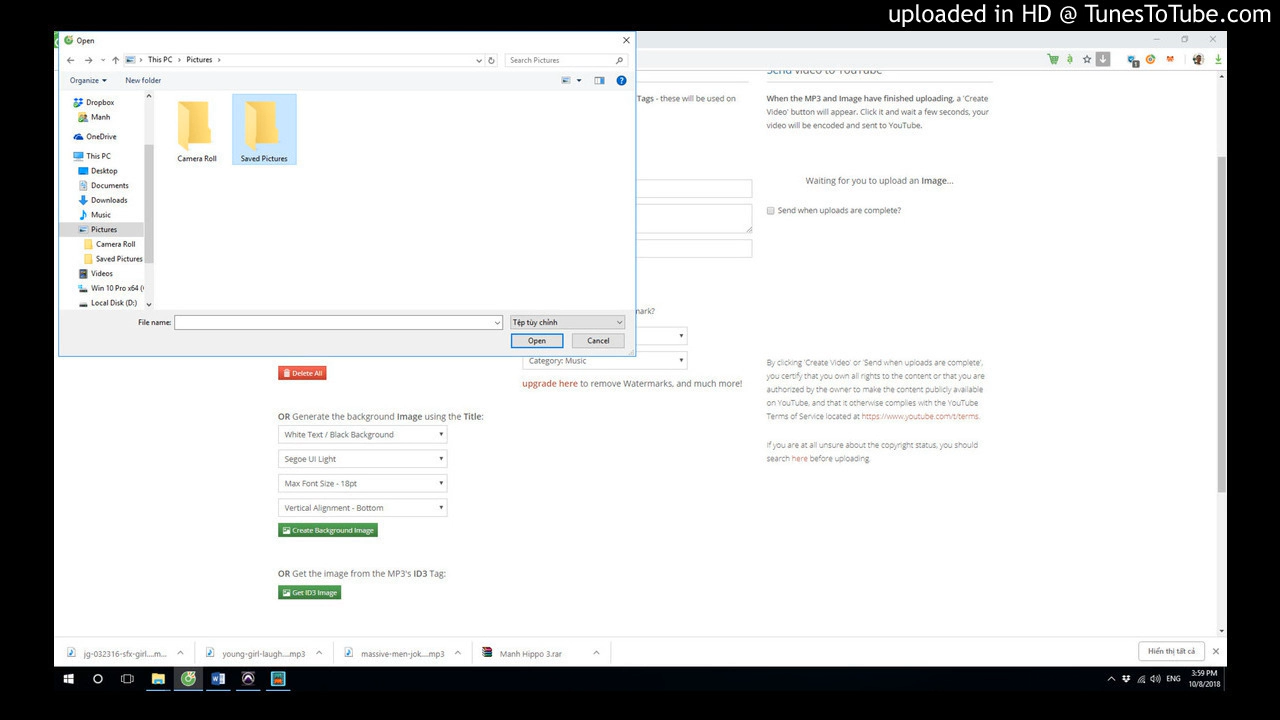 uploaded in HD @ TunesToTube.com
Open
This PC > Pictures >
Search Pictures
Organize
New folder
Dropbox
Manh
OneDrive
This PC
Desktop
Documents
Downloads
Music
Pictures
Camera Roll
Saved Pictures
Videos
Win 10 Pro x64 (
Local Disk (D:)
Camera Roll
Saved Pictures
File name:
Tệp tùy chỉnh
Open
Cancel
Send video to YouTube
Tags - these will be used on
When the MP3 and Image have finished uploading, a 'Create
Video' button will appear. Click it and wait a few seconds, your
video will be encoded and sent to YouTube.
Waiting for you to upload an Image...
Send when uploads are complete?
mark?
Category: Music
upgrade here to remove Watermarks, and much more!
Delete All
OR Generate the background Image using the Title:
White Text / Black Background
Segoe UI Light
Max Font Size - 18pt
Vertical Alignment - Bottom
Create Background Image
OR Get the image from the MP3's ID3 Tag:
Get ID3 Image
By clicking 'Create Video' or 'Send when uploads are complete',
you certify that you own all rights to the content or that you are
authorized by the owner to make the content publicly available
on YouTube, and that it otherwise complies with the YouTube
Terms of Service located at https://www.youtube.com/t/terms.
If you are at all unsure about the copyright status, you should
search here before uploading.
jg-032316-sfx-girl....m...
young-girl-laugh....mp3
massive-men-jok....mp3
Manh Hippo 3.rar
Hiển thị tất cả
ENG
3:59 PM
10/8/2018